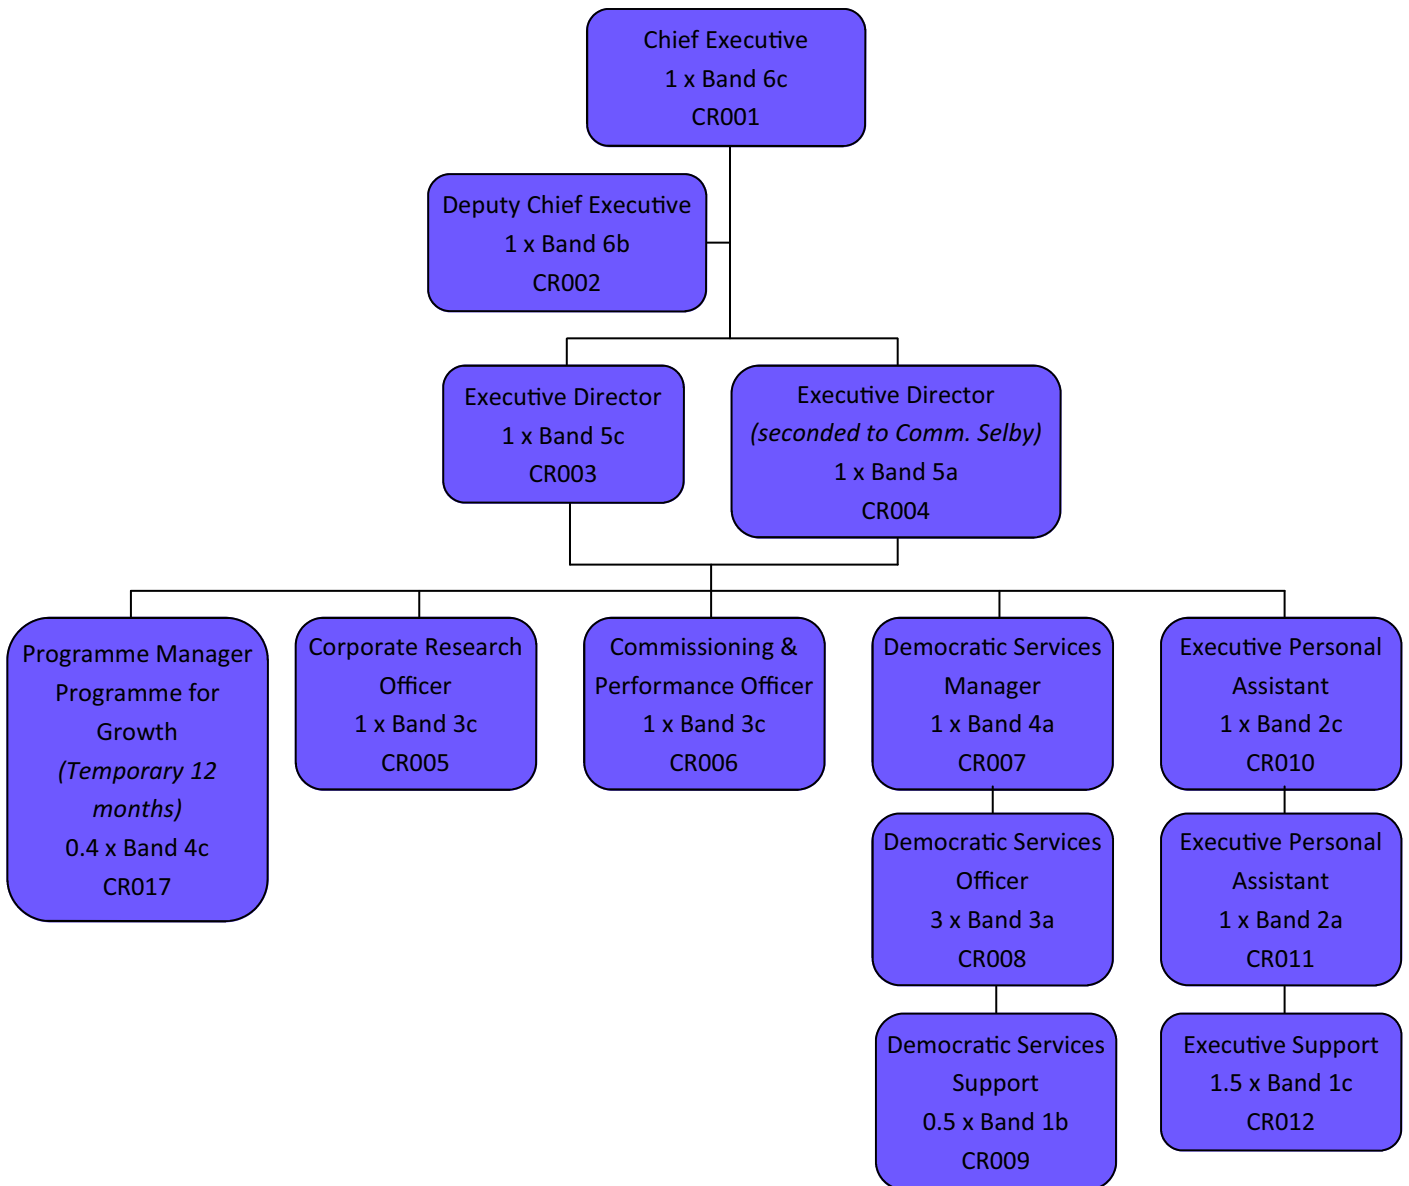 Chief Executive
1 x Band 6c
CR001
Deputy Chief Executive
1 x Band 6b
CR002
Executive Director
1 x Band 5c
CR003
Executive Director
(seconded to Comm. Selby)
1 x Band 5a
CR004
Programme Manager
Programme for
Growth
(Temporary 12
months)
0.4 x Band 4c
CR017
Corporate Research
Officer
1 x Band 3c
CR005
Commissioning &
Performance Officer
1 x Band 3c
CR006
Democratic Services
Manager
1 x Band 4a
CR007
Executive Personal
Assistant
1 x Band 2c
CR010
Democratic Services
Officer
3 x Band 3a
CR008
Executive Personal
Assistant
1 x Band 2a
CR011
Democratic Services
Support
0.5 x Band 1b
CR009
Executive Support
1.5 x Band 1c
CR012